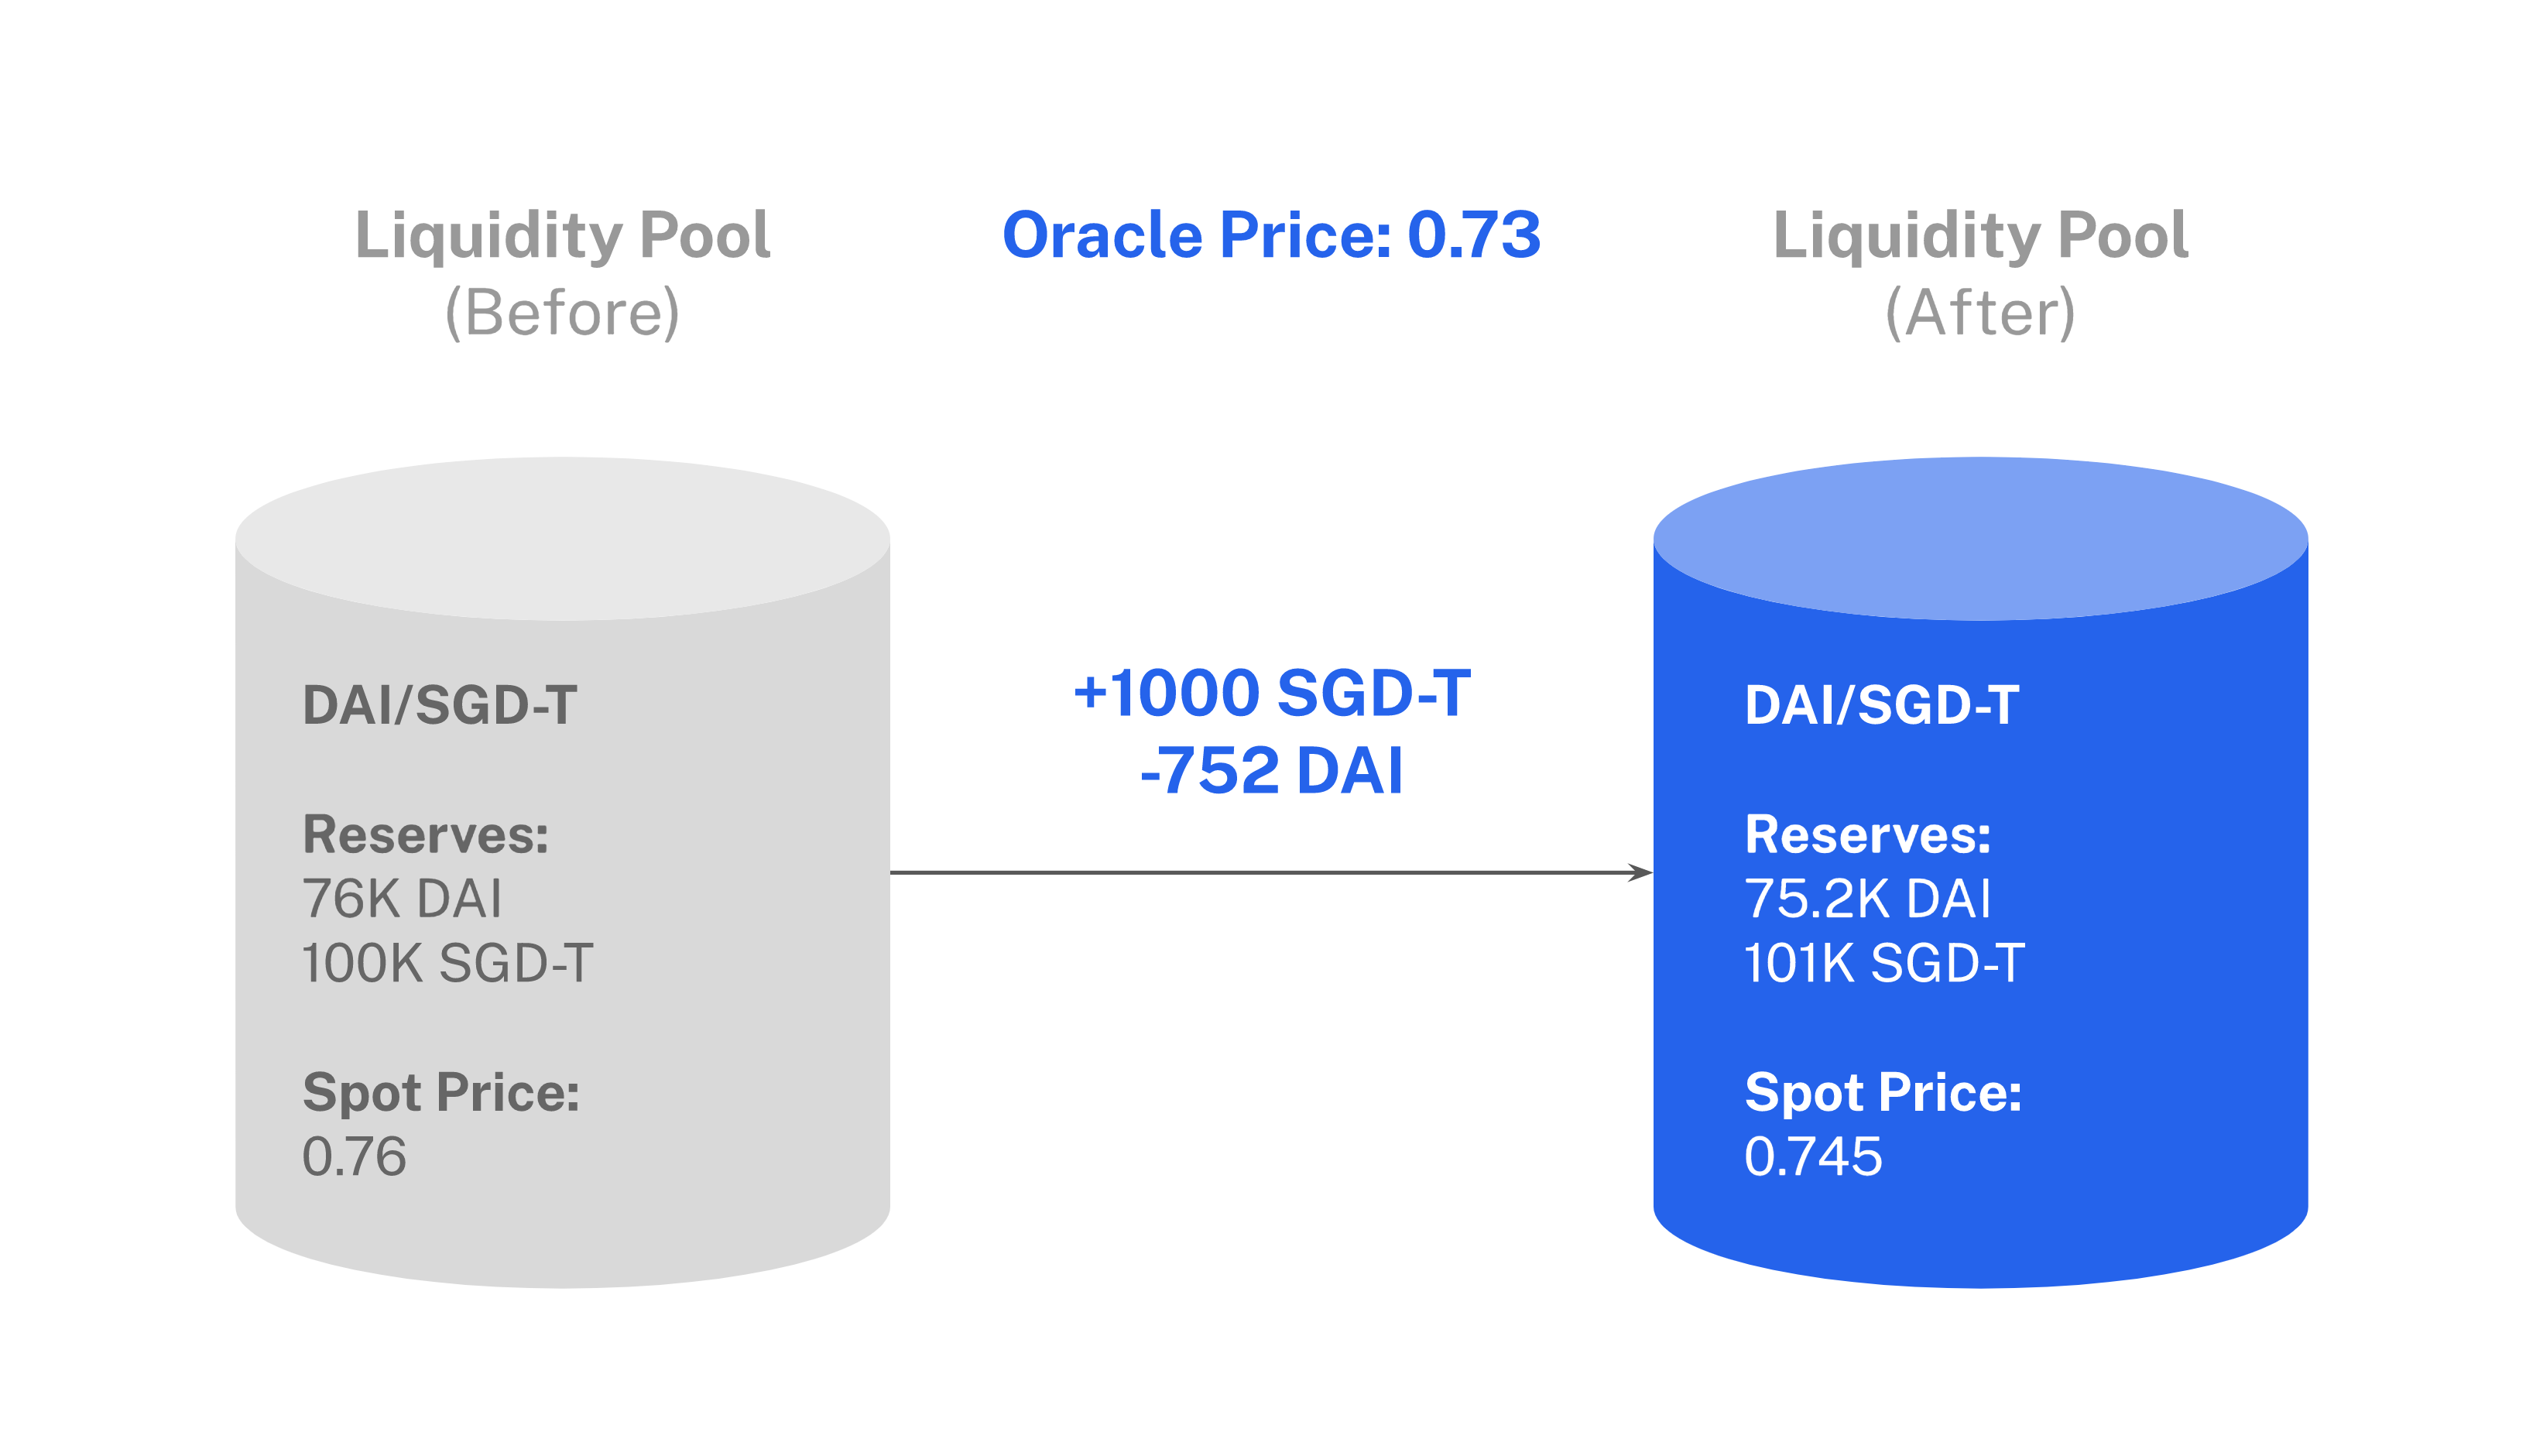 Liquidity Pool
(Before)
Oracle Price: 0.73
Liquidity Pool
(After)
DAI/SGD-T
Reserves:
76K DAI
100K SGD-T
Spot Price:
0.76
+1000 SGD-T
-752 DAI
DAI/SGD-T
Reserves:
75.2K DAI
101K SGD-T
Spot Price:
0.745